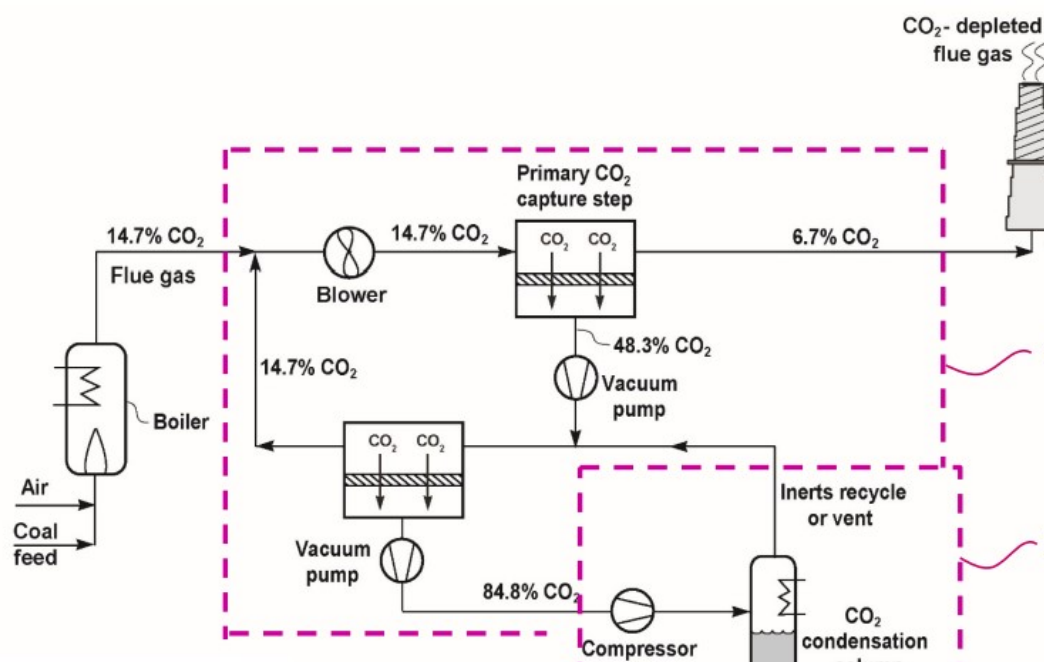 CO₂- depleted
flue gas
Primary CO₂
capture step
14.7% CO₂
14.7% CO₂
6.7% CO₂
CO₂ CO₂
Flue gas
Blower
48.3% CO₂
14.7% CO₂
Vacuum
pump
Boiler
CO₂ CO₂
Air
Coal
feed
Inerts recycle
or vent
Vacuum
pump
84.8% CO₂
Compressor
CO₂
condensation